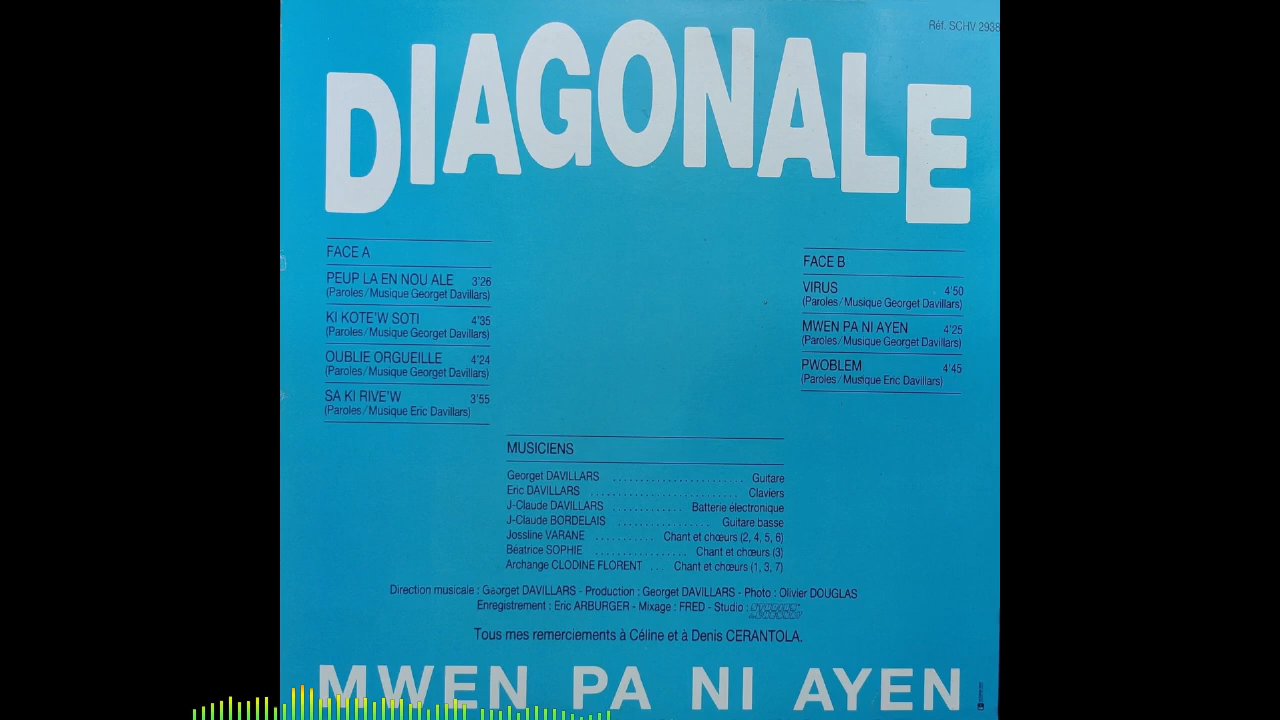 Réf. SCHV 2938
DIAGONALE
FACE A
PEUP LA EN NOU ALE 3'26
(Paroles/Musique Georget Davillars)
KI KOTE'W SOTI 4'35
(Paroles/Musique Georget Davillars)
OUBLIE ORGUEILLE 4'24
(Paroles/Musique Georget Davillars)
SA KI RIVE'W 3'55
(Paroles/Musique Eric Davillars)
FACE B
VIRUS 4'50
(Paroles/Musique Georget Davillars)
MWEN PA NI AYEN 4'25
(Paroles/Musique Georget Davillars)
PWOBLEM 4'45
(Paroles/Musique Eric Davillars)
MUSICIENS
Georget DAVILLARS ........................ Guitare
Eric DAVILLARS ........................... Claviers
J-Claude DAVILLARS ............. Batterie électronique
J-Claude BORDELAIS ................. Guitare basse
Jossline VARANE ........... Chant et chœurs (2, 4, 5, 6)
Béatrice SOPHIE ................. Chant et chœurs (3)
Archange CLODINE FLORENT ... Chant et chœurs (1, 3, 7)
Direction musicale : Georget DAVILLARS - Production : Georget DAVILLARS - Photo : Olivier DOUGLAS
Enregistrement : Eric ARBURGER - Mixage : FRED - Studio :
Tous mes remerciements à Céline et à Denis CERANTOLA.
MWEN PA NI AYEN